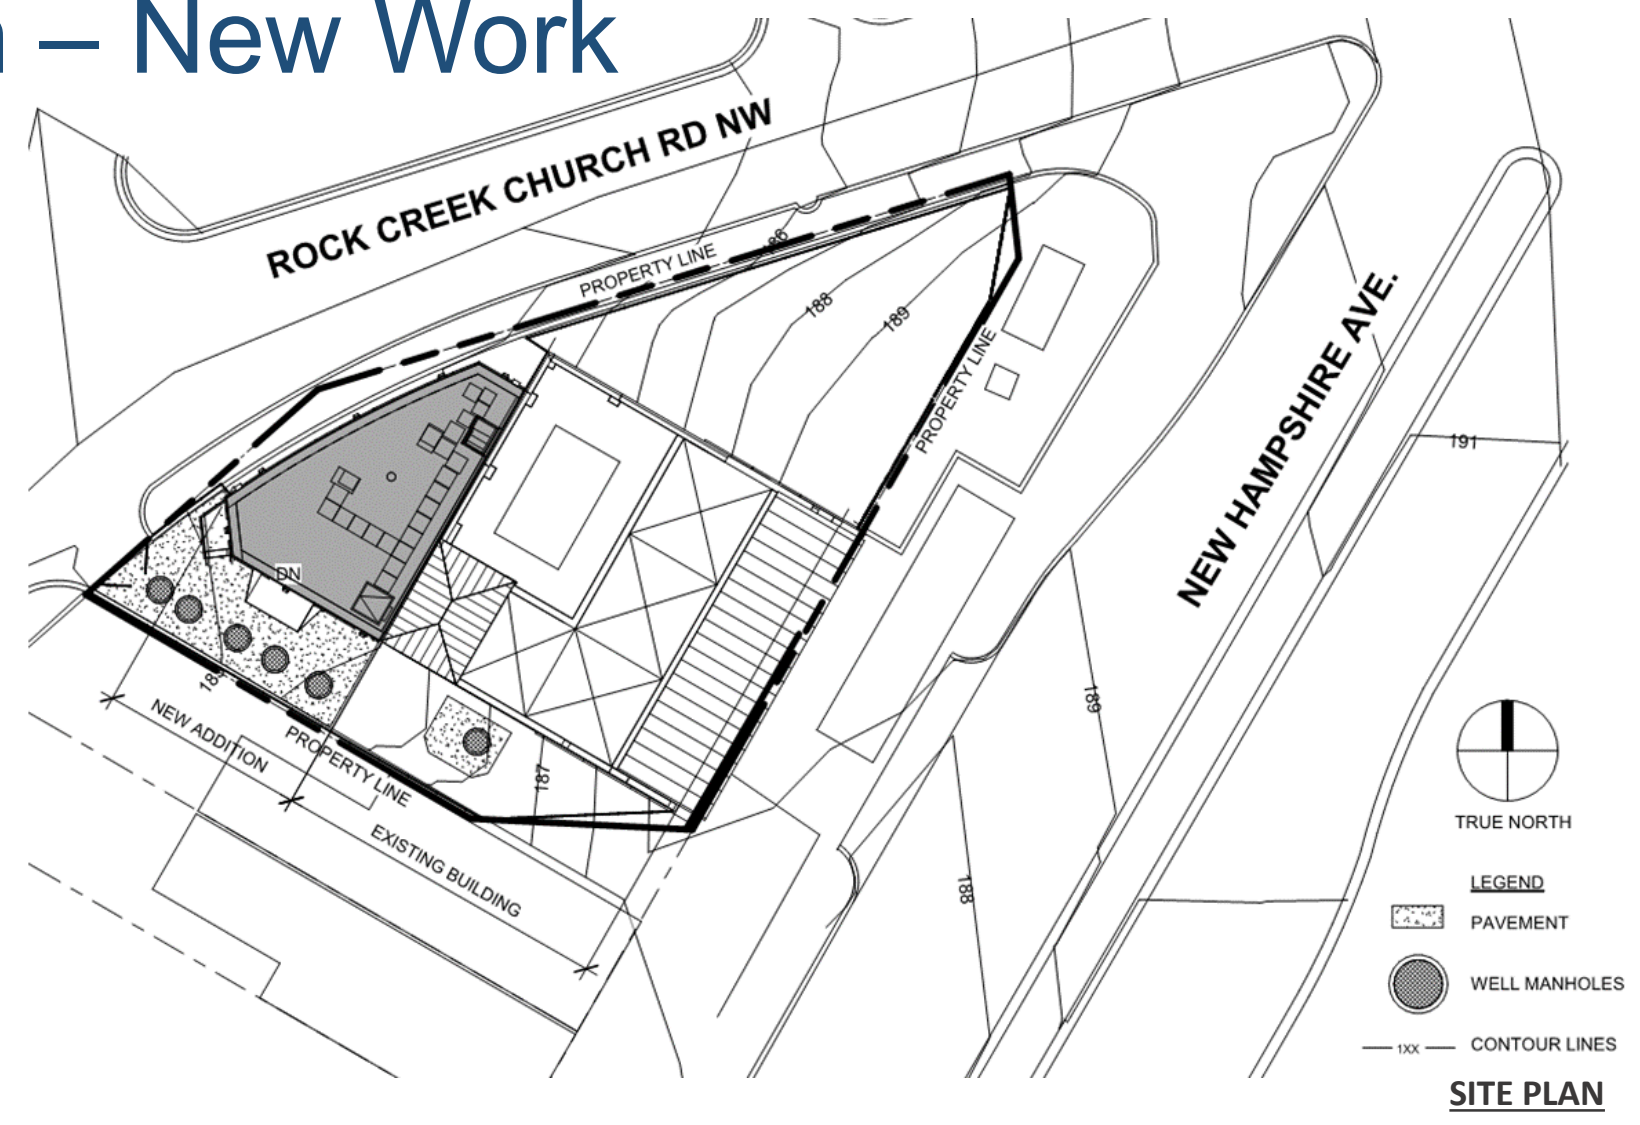 – New Work
ROCK CREEK CHURCH RD NW
PROPERTY LINE
188
189
PROPERTY LINE
NEW HAMPSHIRE AVE.
191
DN
189
187
188
NEW ADDITION
PROPERTY LINE
EXISTING BUILDING
TRUE NORTH
LEGEND
PAVEMENT
WELL MANHOLES
1XX
CONTOUR LINES
SITE PLAN